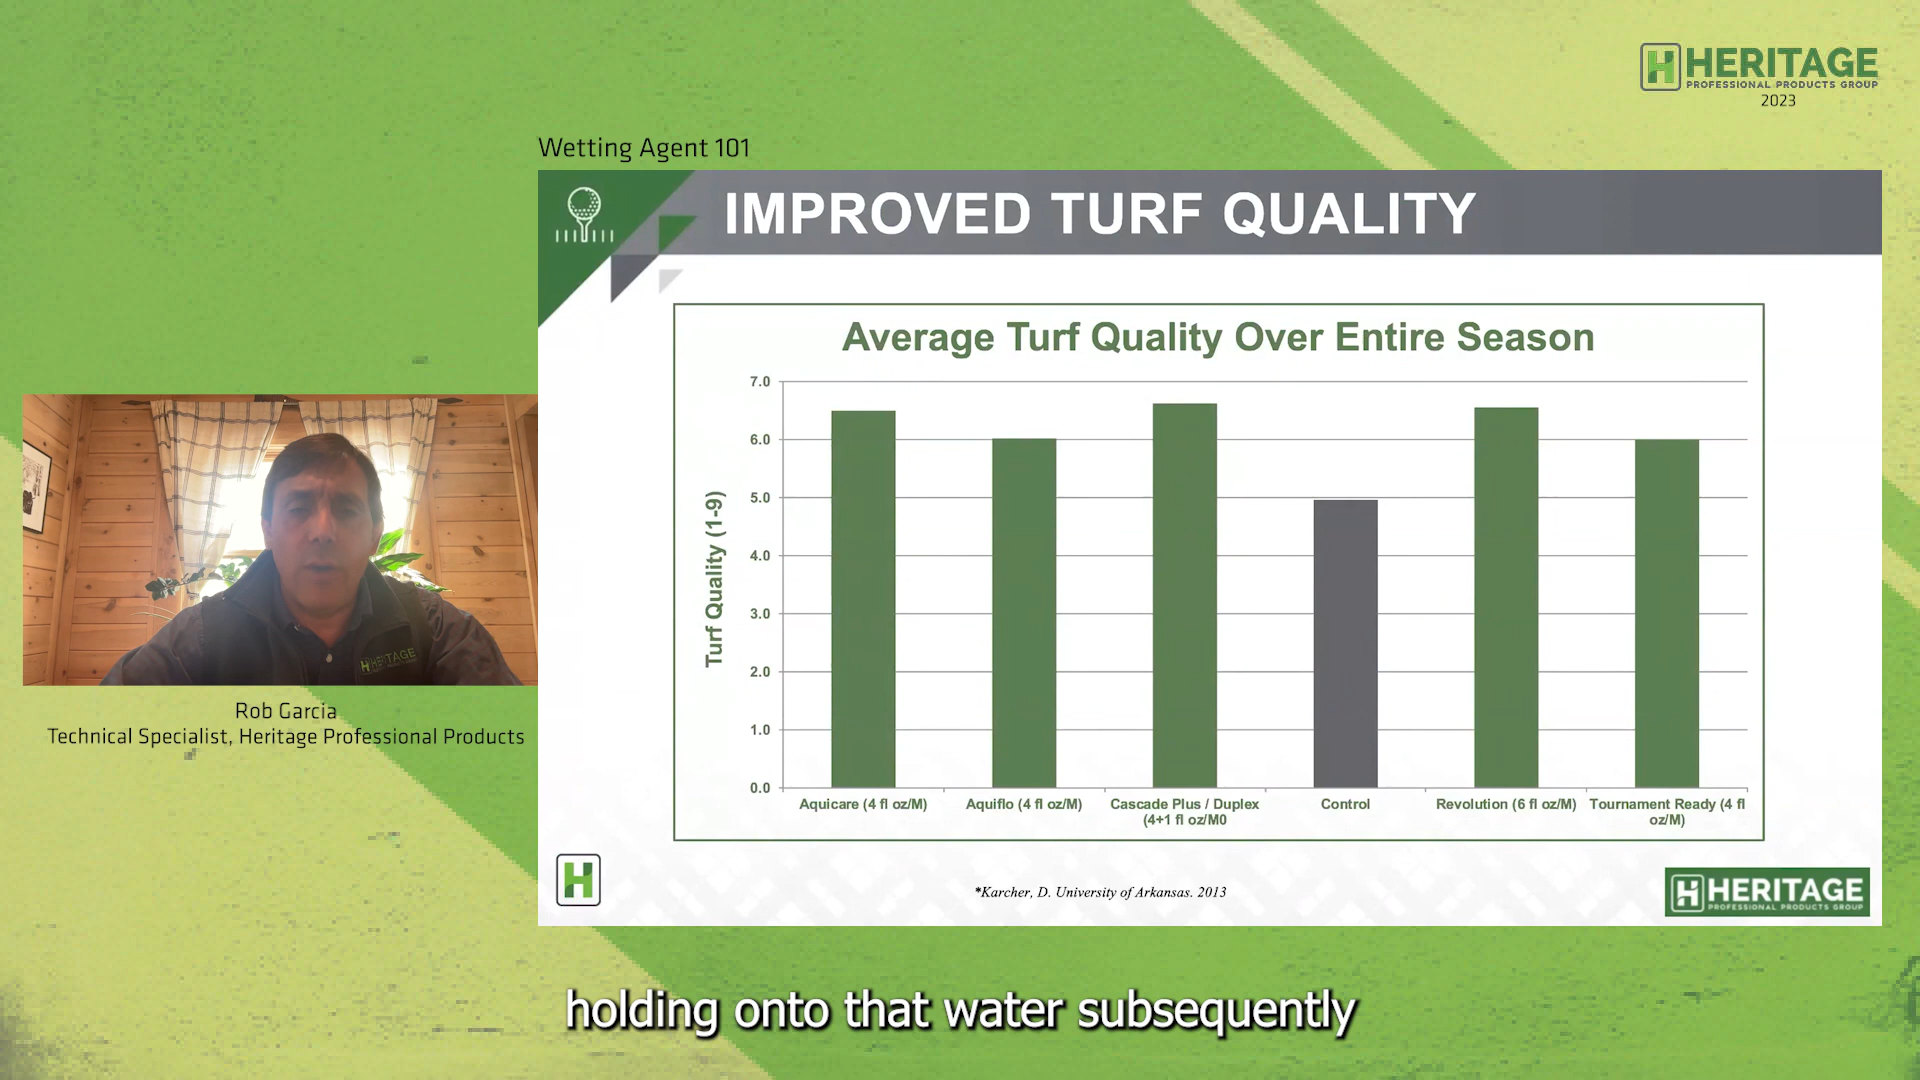 HERITAGE
PROFESSIONAL PRODUCTS GROUP
2023
Wetting Agent 101
IMPROVED TURF QUALITY
Average Turf Quality Over Entire Season
Turf Quality (1-9)
7.0
6.0
5.0
4.0
3.0
2.0
1.0
0.0
Aquicare (4 fl oz/M)
Aquiflo (4 fl oz/M)
Cascade Plus / Duplex
(4+1 fl oz/M0
Control
Revolution (6 fl oz/M)
Tournament Ready (4 fl
oz/M)
HERITAGE
Rob Garcia
Technical Specialist, Heritage Professional Products
*Karcher, D. University of Arkansas. 2013
HERITAGE
PROFESSIONAL PRODUCTS GROUP
holding onto that water subsequently